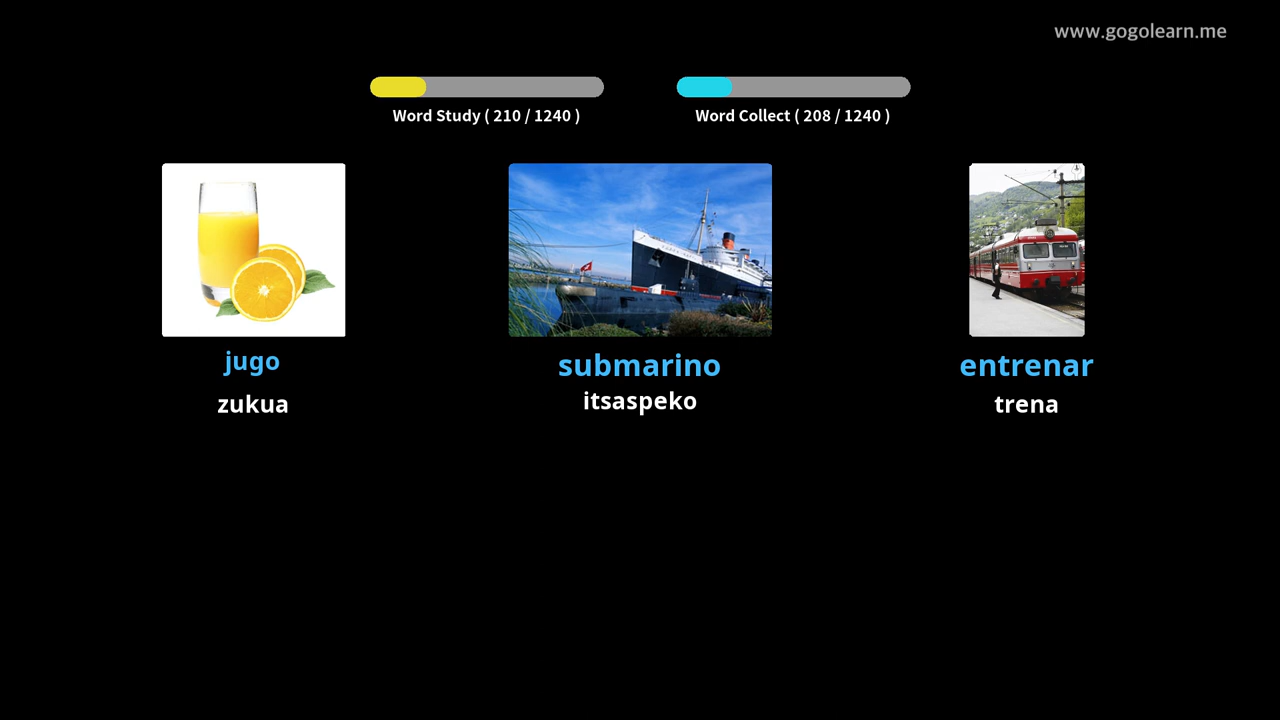 www.gogolearn.me
Word Study ( 210 / 1240 )
Word Collect ( 208 / 1240 )
jugo
submarino
entrenar
zukua
itsaspeko
trena